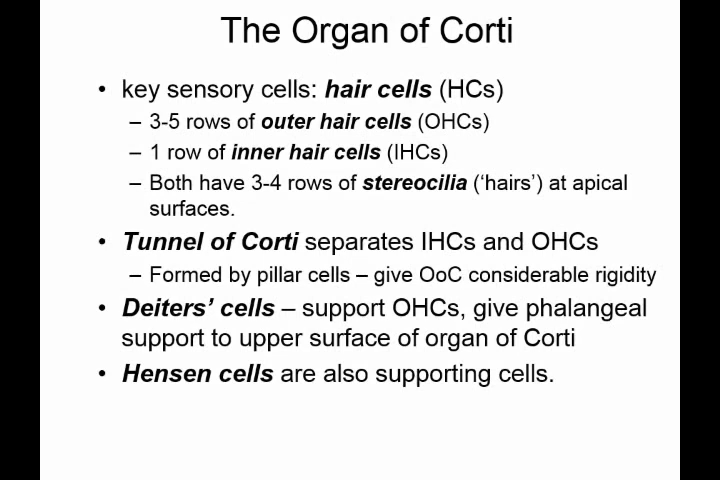 The Organ of Corti
• key sensory cells: hair cells (HCs)
– 3-5 rows of outer hair cells (OHCs)
– 1 row of inner hair cells (IHCs)
– Both have 3-4 rows of stereocilia (‘hairs’) at apical
surfaces.
• Tunnel of Corti separates IHCs and OHCs
– Formed by pillar cells – give OoC considerable rigidity
• Deiters’ cells – support OHCs, give phalangeal
support to upper surface of organ of Corti
• Hensen cells are also supporting cells.